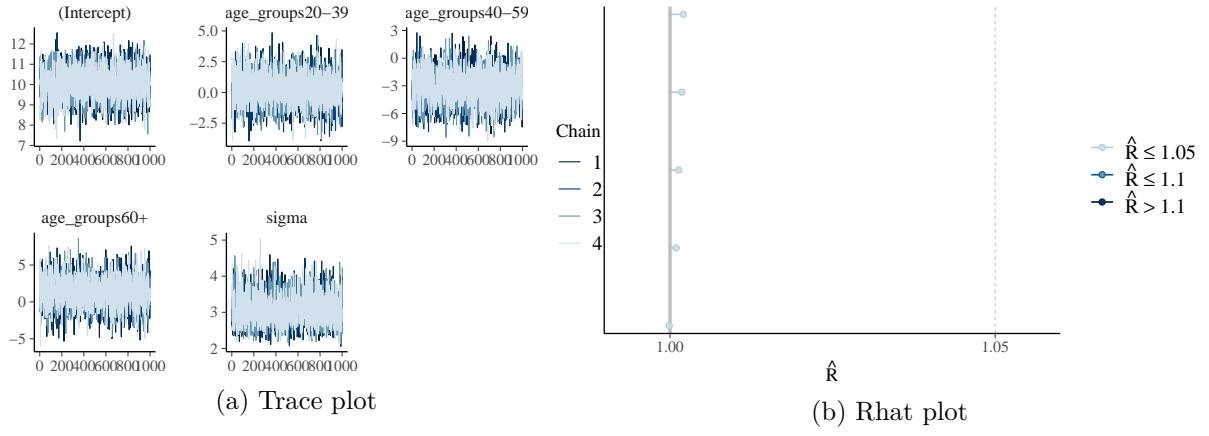 (Intercept)
age_groups20−39
age_groups40−59
12
11
10
9
8
7
5.0
2.5
0.0
−2.5
3
0
−3
−6
−9
0 2004006008001000
0 2004006008001000
0 2004006008001000
age_groups60+
sigma
5
0
−5
5
4
3
2
0 2004006008001000
0 2004006008001000
Chain
1
2
3
4
(a) Trace plot
1.00
1.05
R̂
R̂ ≤ 1.05
R̂ ≤ 1.1
R̂ > 1.1
(b) Rhat plot